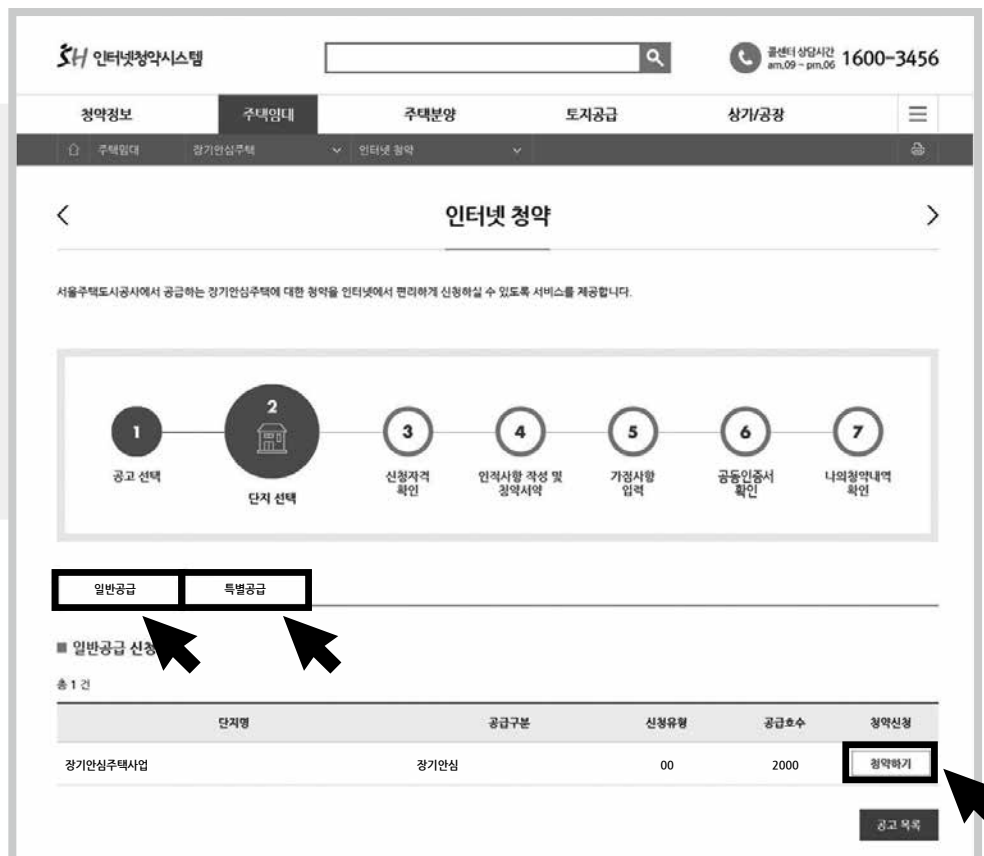 SH 인터넷청약시스템
콜센터 상담시간 am.09 ~ pm.06 1600-3456
청약정보 주택임대 주택분양 토지공급 상가/공장
주택임대 장기안심주택 인터넷 청약
인터넷 청약
서울주택도시공사에서 공급하는 장기안심주택에 대한 청약을 인터넷에서 편리하게 신청하실 수 있도록 서비스를 제공합니다.
1 2 3 4 5 6 7
공고 선택
단지 선택
신청자격
확인
인적사항 작성 및
청약서약
가점사항
입력
공동인증서
확인
나의청약내역
확인
일반공급 특별공급
■ 일반공급 신청
총 1 건
단지명 공급구분 신청유형 공급호수 청약신청
장기안심주택사업 장기안심 00 2000 청약하기
공고 목록